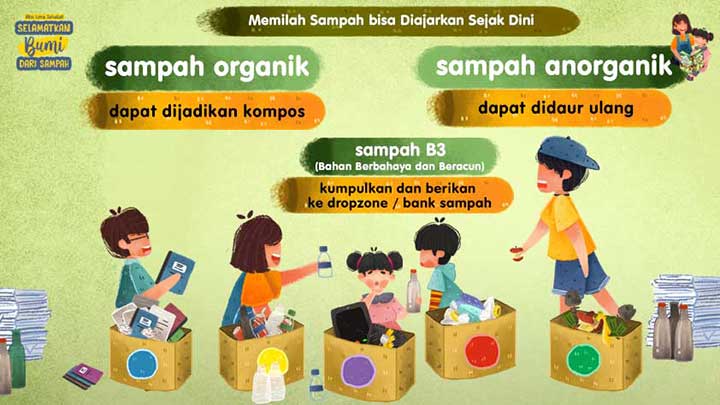 Memilah Sampah bisa Diajarkan Sejak Dini
SELAMATKAN
Bumi
DARI SAMPAH
sampah organik
dapat dijadikan kompos
sampah anorganik
dapat didaur ulang
sampah B3
(Bahan Berbahaya dan Beracun)
kumpulkan dan berikan
ke dropzone / bank sampah